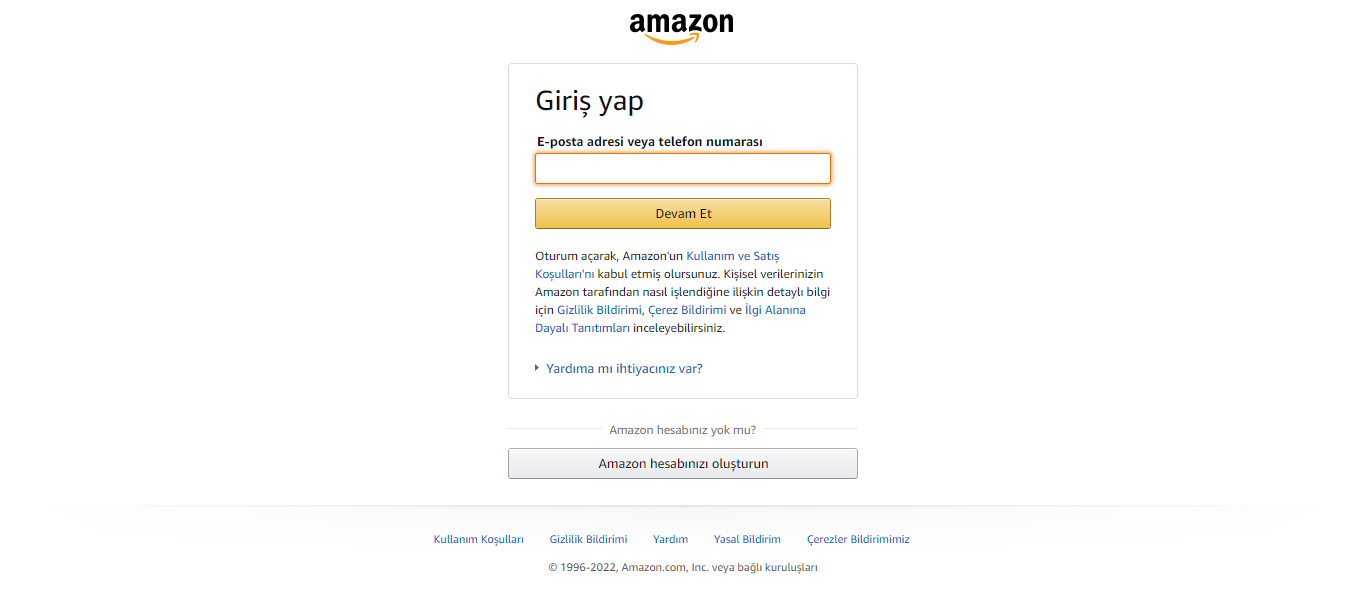 amazon
Giriş yap
E-posta adresi veya telefon numarası
Devam Et
Oturum açarak, Amazon'un Kullanım ve Satış
Koşulları'nı kabul etmiş olursunuz. Kişisel verilerinizin
Amazon tarafından nasıl işlendiğine ilişkin detaylı bilgi
için Gizlilik Bildirimi, Çerez Bildirimi ve İlgi Alanına
Dayalı Tanıtımları inceleyebilirsiniz.
Yardıma mı ihtiyacınız var?
Amazon hesabınız yok mu?
Amazon hesabınızı oluşturun
Kullanım Koşulları Gizlilik Bildirimi Yardım Yasal Bildirim Çerezler Bildirimimiz
© 1996-2022, Amazon.com, Inc. veya bağlı kuruluşları